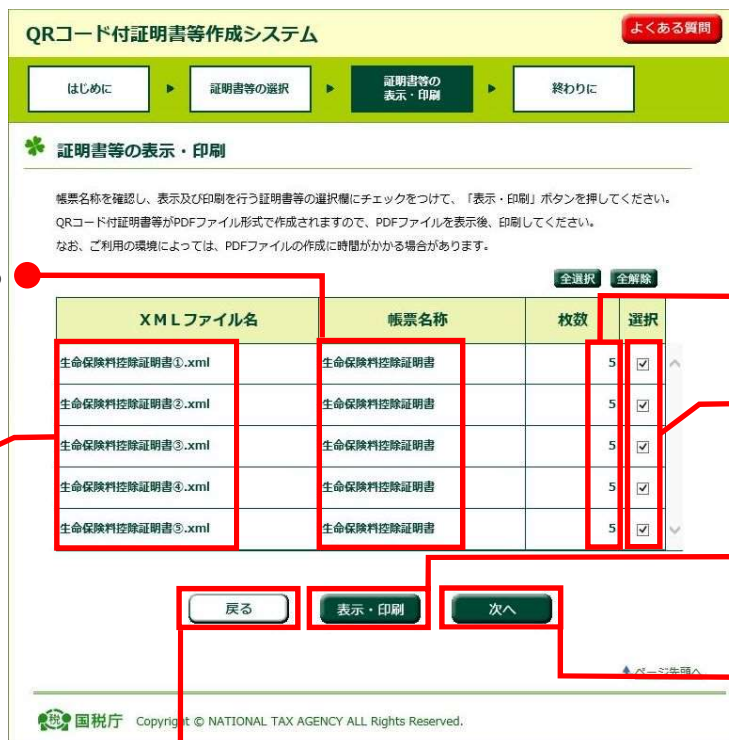 QRコード付証明書等作成システム
よくある質問
はじめに ▶ 証明書等の選択 ▶ 証明書等の
表示・印刷 ▶ 終わりに
証明書等の表示・印刷
帳票名称を確認し、表示及び印刷を行う証明書等の選択欄にチェックをつけて、「表示・印刷」ボタンを押してください。
QRコード付証明書等がPDFファイル形式で作成されますので、PDFファイルを表示後、印刷してください。
なお、ご利用の環境によっては、PDFファイルの作成に時間がかかる場合があります。
全選択 全解除
XMLファイル名 帳票名称 枚数 選択
生命保険料控除証明書①.xml 生命保険料控除証明書 5
生命保険料控除証明書②.xml 生命保険料控除証明書 5
生命保険料控除証明書③.xml 生命保険料控除証明書 5
生命保険料控除証明書④.xml 生命保険料控除証明書 5
生命保険料控除証明書⑤.xml 生命保険料控除証明書 5
戻る 表示・印刷 次へ
ページ先頭へ
税 国税庁 Copyright © NATIONAL TAX AGENCY ALL Rights Reserved.